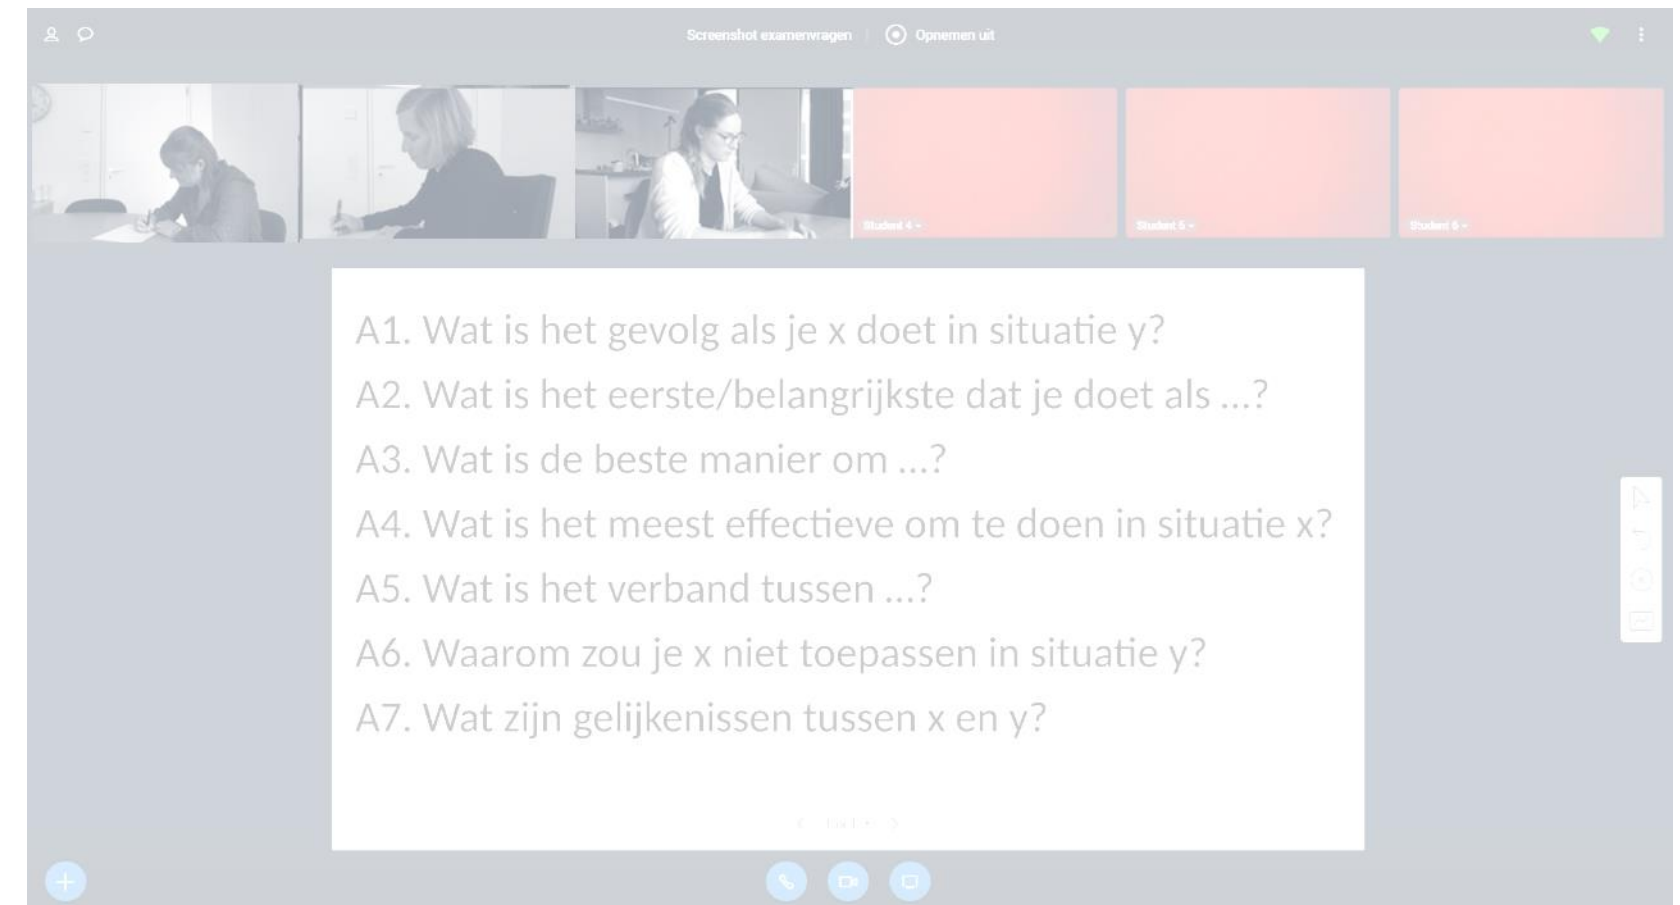 Screenshot examenvragen
Opnemen uit
Student 4
Student 5
Student 6
A1. Wat is het gevolg als je x doet in situatie y?
A2. Wat is het eerste/belangrijkste dat je doet als ...?
A3. Wat is de beste manier om ...?
A4. Wat is het meest effectieve om te doen in situatie x?
A5. Wat is het verband tussen ...?
A6. Waarom zou je x niet toepassen in situatie y?
A7. Wat zijn gelijkenissen tussen x en y?